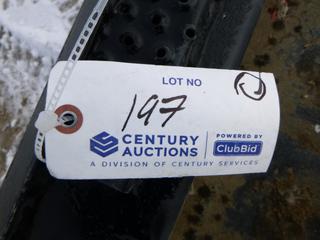 LOT NO
197
CENTURY AUCTIONS
POWERED BY
ClubBid
A DIVISION OF CENTURY SERVICES